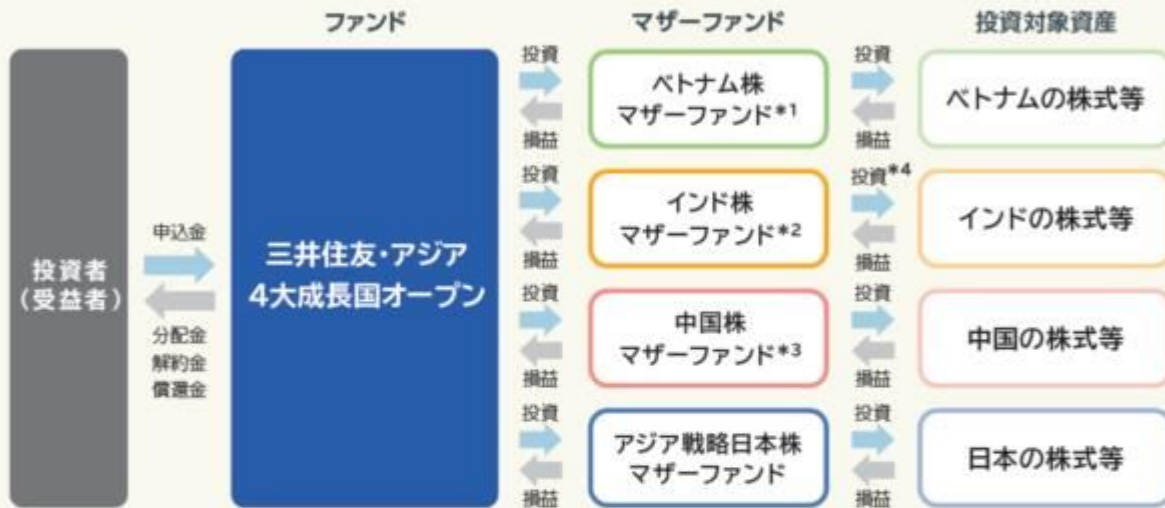 ファンド
マザーファンド
投資対象資産
投資者
(受益者)
申込金
分配金
解約金
償還金
三井住友・アジア
4大成長国オープン
投資
損益
ベトナム株
マザーファンド*1
投資
損益
ベトナムの株式等
投資
損益
インド株
マザーファンド*2
投資*4
損益
インドの株式等
投資
損益
中国株
マザーファンド*3
投資
損益
中国の株式等
投資
損益
アジア戦略日本株
マザーファンド
投資
損益
日本の株式等